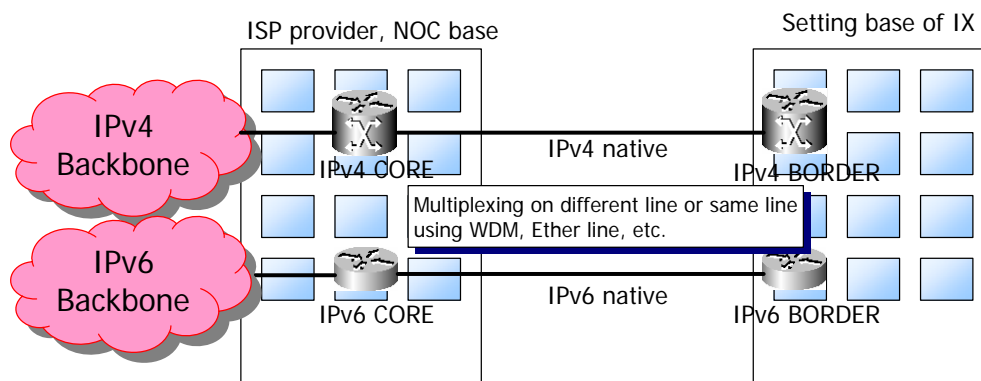 ISP provider, NOC base
Setting base of IX
IPv4
Backbone
IPv4 CORE
IPv4 native
IPv4 BORDER
Multiplexing on different line or same line
using WDM, Ether line, etc.
IPv6
Backbone
IPv6 CORE
IPv6 native
IPv6 BORDER